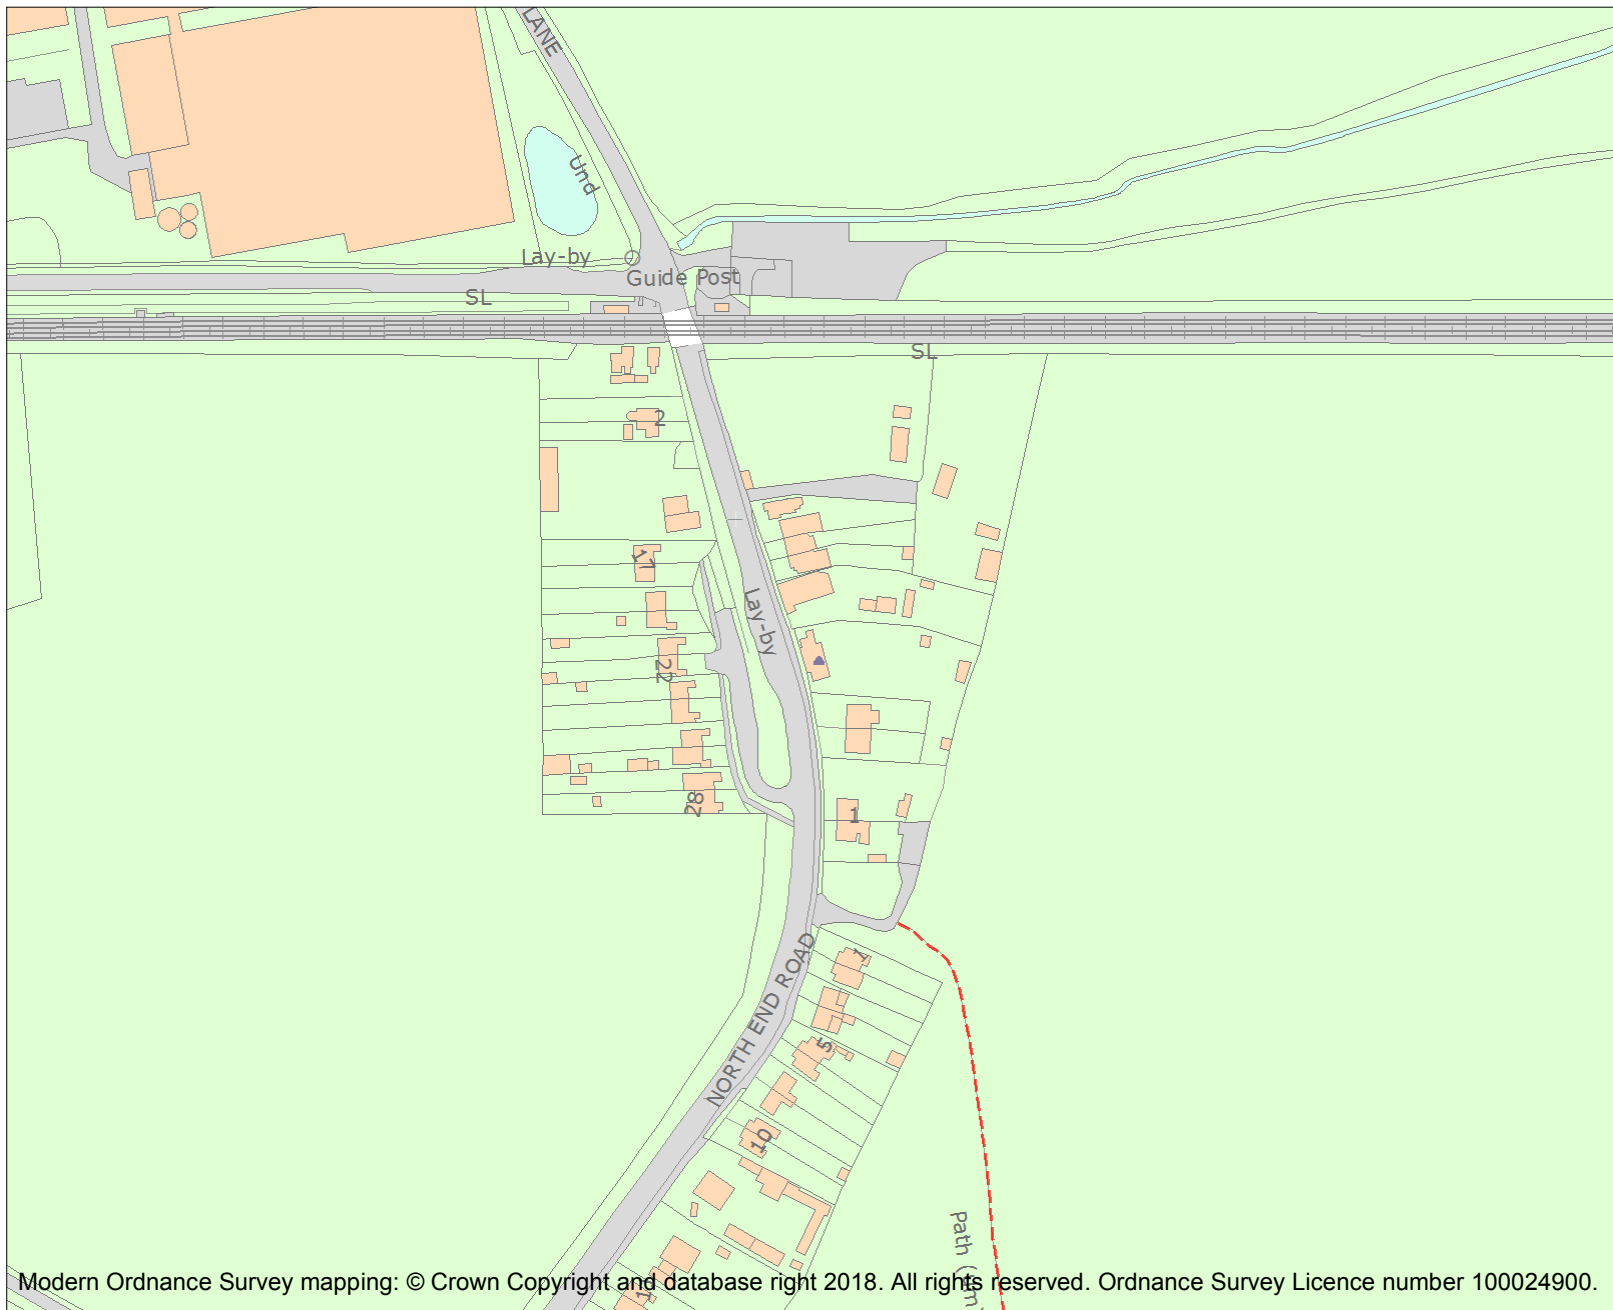 LANE
Und
Lay-by
Guide Post
SL
SL
2
17
Lay-by
22
28
1
NORTH END ROAD
1
5
10
Path (um)
Modern Ordnance Survey mapping: © Crown Copyright and database right 2018. All rights reserved. Ordnance Survey Licence number 100024900.